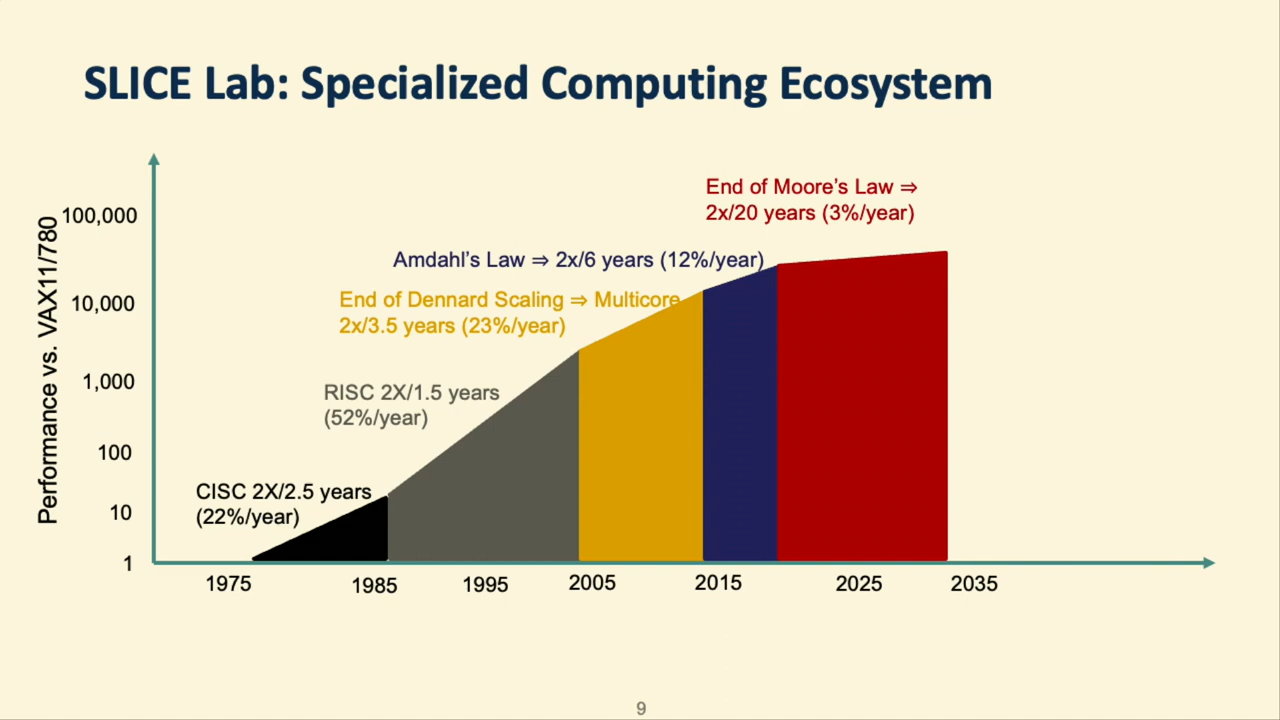 SLICE Lab: Specialized Computing Ecosystem
Performance vs. VAX11/780
100,000
10,000
1,000
100
10
1
End of Moore's Law ⇒
2x/20 years (3%/year)
Amdahl's Law ⇒ 2x/6 years (12%/year)
End of Dennard Scaling ⇒ Multicore
2x/3.5 years (23%/year)
RISC 2X/1.5 years
(52%/year)
CISC 2X/2.5 years
(22%/year)
1975
1985
1995
2005
2015
2025
2035
9